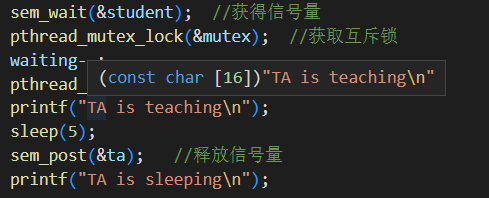 sem_wait(&student);  //获得信号量
pthread_mutex_lock(&mutex);  //获取互斥锁
waiting-
(const char [16])"TA is teaching\n"
pthread_
printf("TA is teaching\n");
sleep(5);
sem_post(&ta);   //释放信号量
printf("TA is sleeping\n");